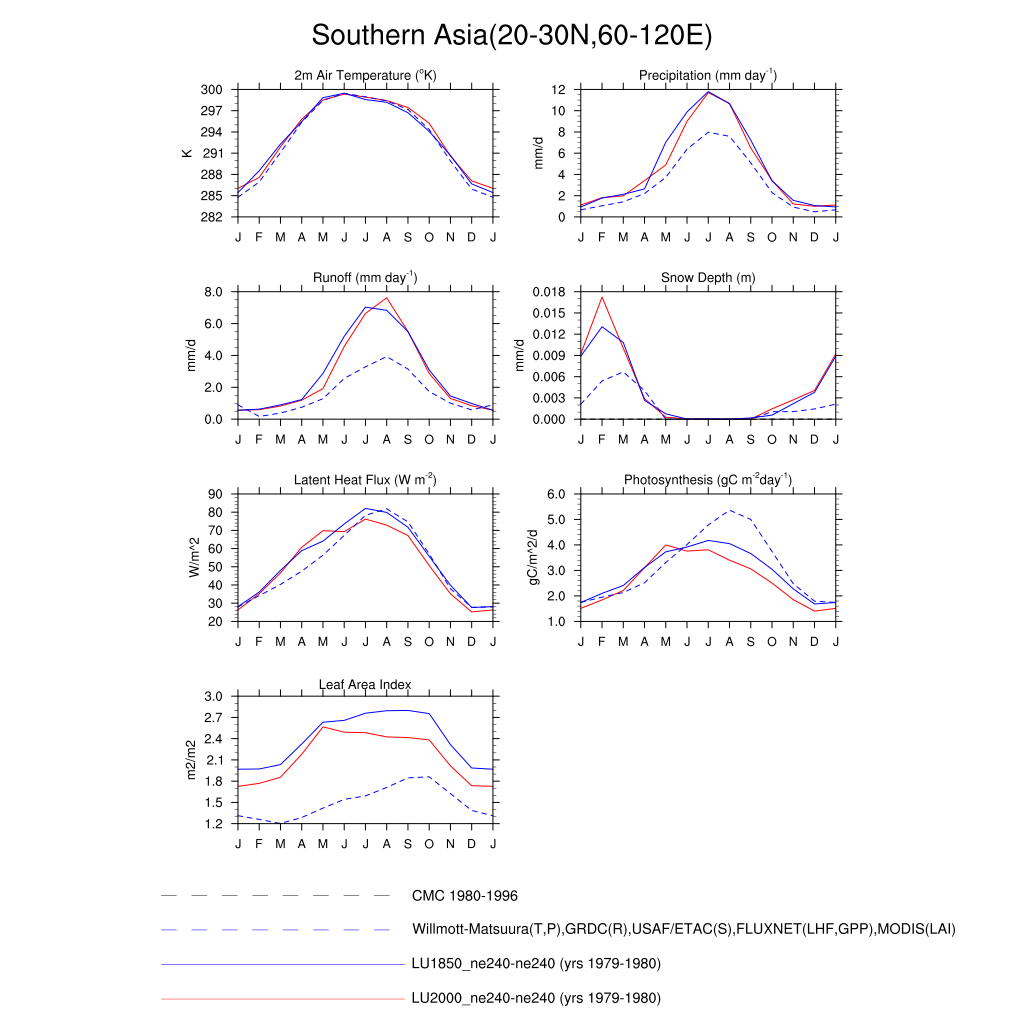 Southern Asia(20-30N,60-120E)
2m Air Temperature (°K)
300
297
294
291
288
285
282
K
J F M A M J J A S O N D J
Precipitation (mm day-1)
12
10
8
6
4
2
0
mm/d
J F M A M J J A S O N D J
Runoff (mm day-1)
8.0
6.0
4.0
2.0
0.0
mm/d
J F M A M J J A S O N D J
Snow Depth (m)
0.018
0.015
0.012
0.009
0.006
0.003
0.000
mm/d
J F M A M J J A S O N D J
Latent Heat Flux (W m-2)
90
80
70
60
50
40
30
20
W/m^2
J F M A M J J A S O N D J
Photosynthesis (gC m-2day-1)
6.0
5.0
4.0
3.0
2.0
1.0
gC/m^2/d
J F M A M J J A S O N D J
Leaf Area Index
3.0
2.7
2.4
2.1
1.8
1.5
1.2
m2/m2
J F M A M J J A S O N D J
CMC 1980-1996
Willmott-Matsuura(T,P),GRDC(R),USAF/ETAC(S),FLUXNET(LHF,GPP),MODIS(LAI)
LU1850_ne240-ne240 (yrs 1979-1980)
LU2000_ne240-ne240 (yrs 1979-1980)